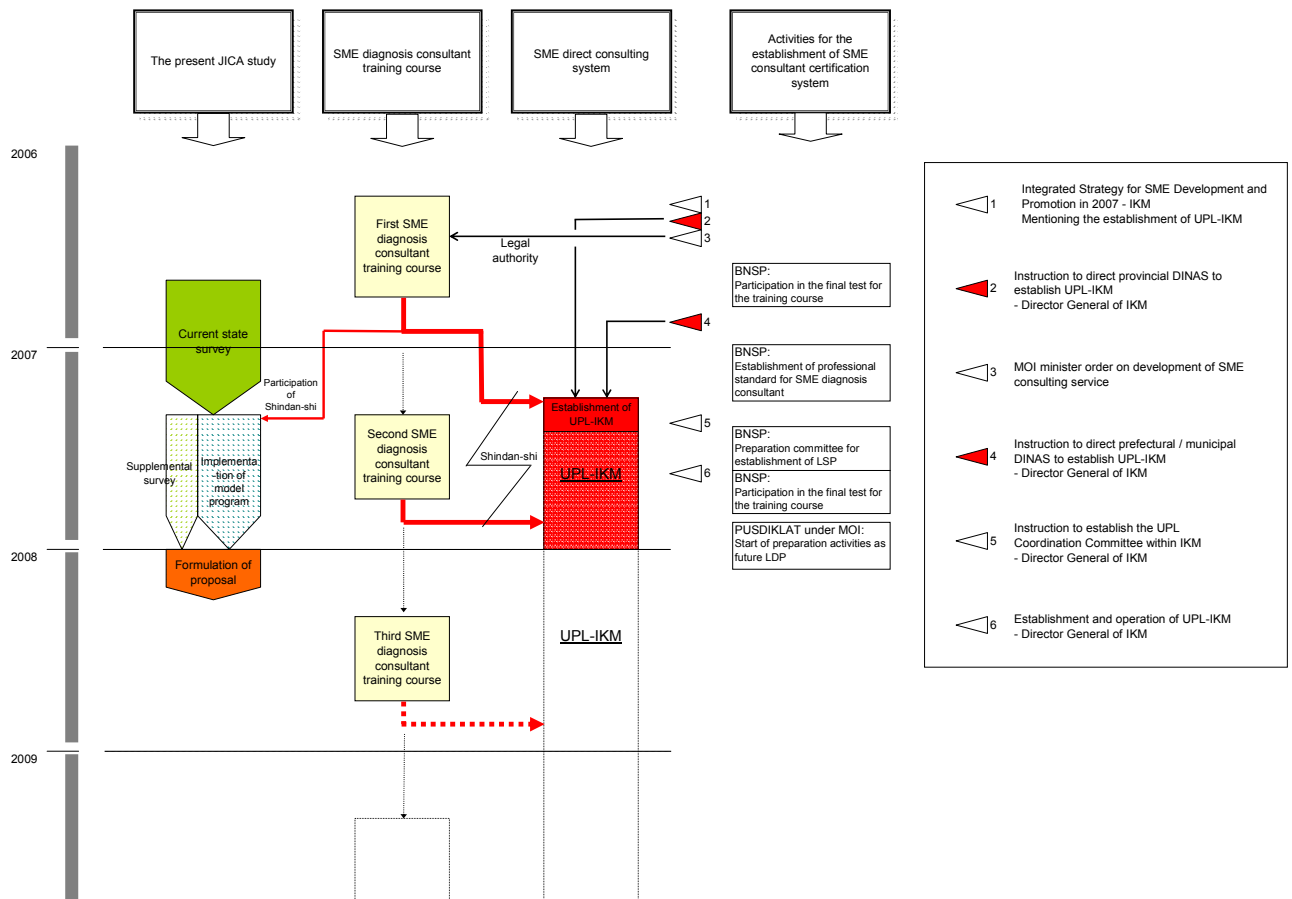 The present JICA study
SME diagnosis consultant
training course
SME direct consulting
system
Activities for the
establishment of SME
consultant certification
system
2006
First SME
diagnosis
consultant
training course
Legal
authority
1
2
3
BNSP:
Participation in the final test for
the training course
4
Current state
survey
2007
Participation
of
Shindan-shi
BNSP:
Establishment of professional
standard for SME diagnosis
consultant
Establishment of
UPL-IKM
5
Second SME
diagnosis
consultant
training course
Shindan-shi
UPL-IKM
BNSP:
Preparation committee for
establishment of LSP
6
BNSP:
Participation in the final test for
the training course
Supplemental
survey
Implementa
-tion of
model
program
PUSDIKLAT under MOI:
Start of preparation activities as
future LDP
2008
Formulation of
proposal
Third SME
diagnosis
consultant
training course
UPL-IKM
2009
1
Integrated Strategy for SME Development and
Promotion in 2007 - IKM
Mentioning the establishment of UPL-IKM
2
Instruction to direct provincial DINAS to
establish UPL-IKM
- Director General of IKM
3
MOI minister order on development of SME
consulting service
4
Instruction to direct prefectural / municipal
DINAS to establish UPL-IKM
- Director General of IKM
5
Instruction to establish the UPL
Coordination Committee within IKM
- Director General of IKM
6
Establishment and operation of UPL-IKM
- Director General of IKM